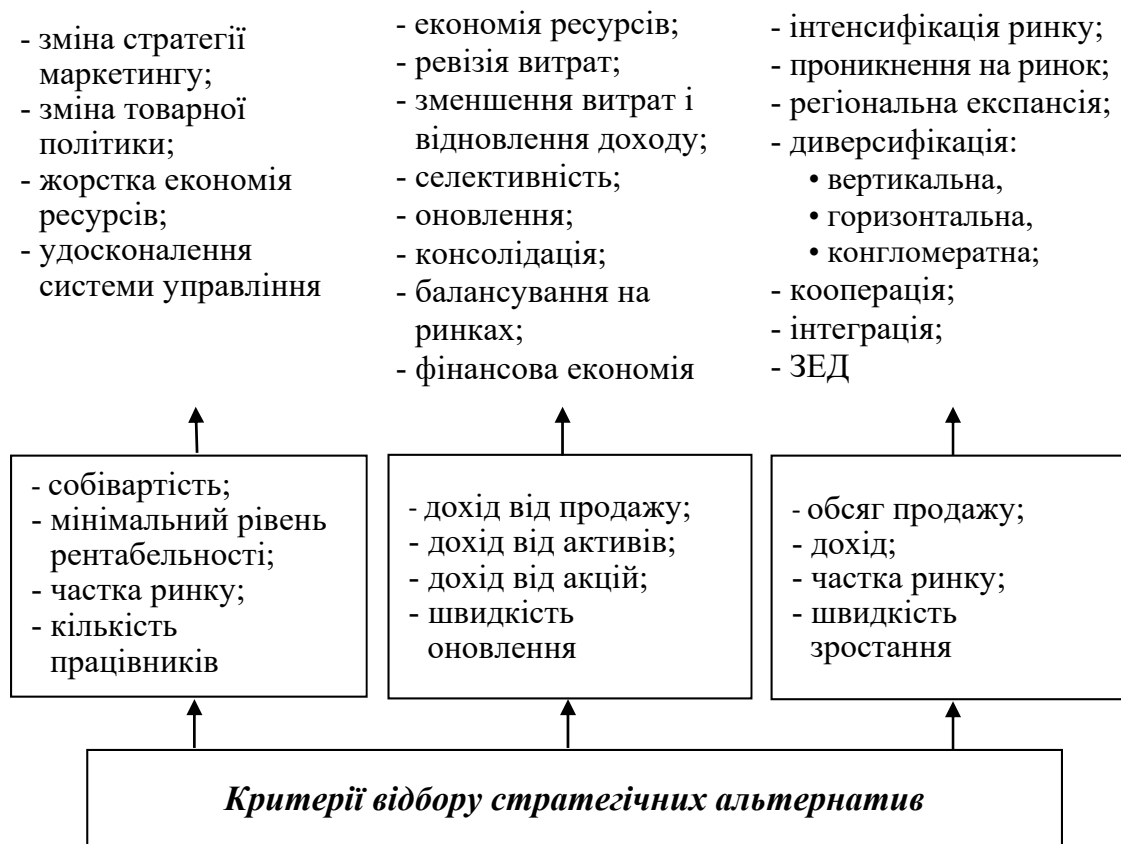 - зміна стратегії
маркетингу;
- зміна товарної
політики;
- жорстка економія
ресурсів;
- удосконалення
системи управління
- економія ресурсів;
- ревізія витрат;
- зменшення витрат і
відновлення доходу;
- селективність;
- оновлення;
- консолідація;
- балансування на
ринках;
- фінансова економія
- інтенсифікація ринку;
- проникнення на ринок;
- регіональна експансія;
- диверсифікація:
• вертикальна,
• горизонтальна,
• конгломератна;
- кооперація;
- інтеграція;
- ЗЕД
- собівартість;
- мінімальний рівень
рентабельності;
- частка ринку;
- кількість
працівників
- дохід від продажу;
- дохід від активів;
- дохід від акцій;
- швидкість
оновлення
- обсяг продажу;
- дохід;
- частка ринку;
- швидкість
зростання
Критерії відбору стратегічних альтернатив